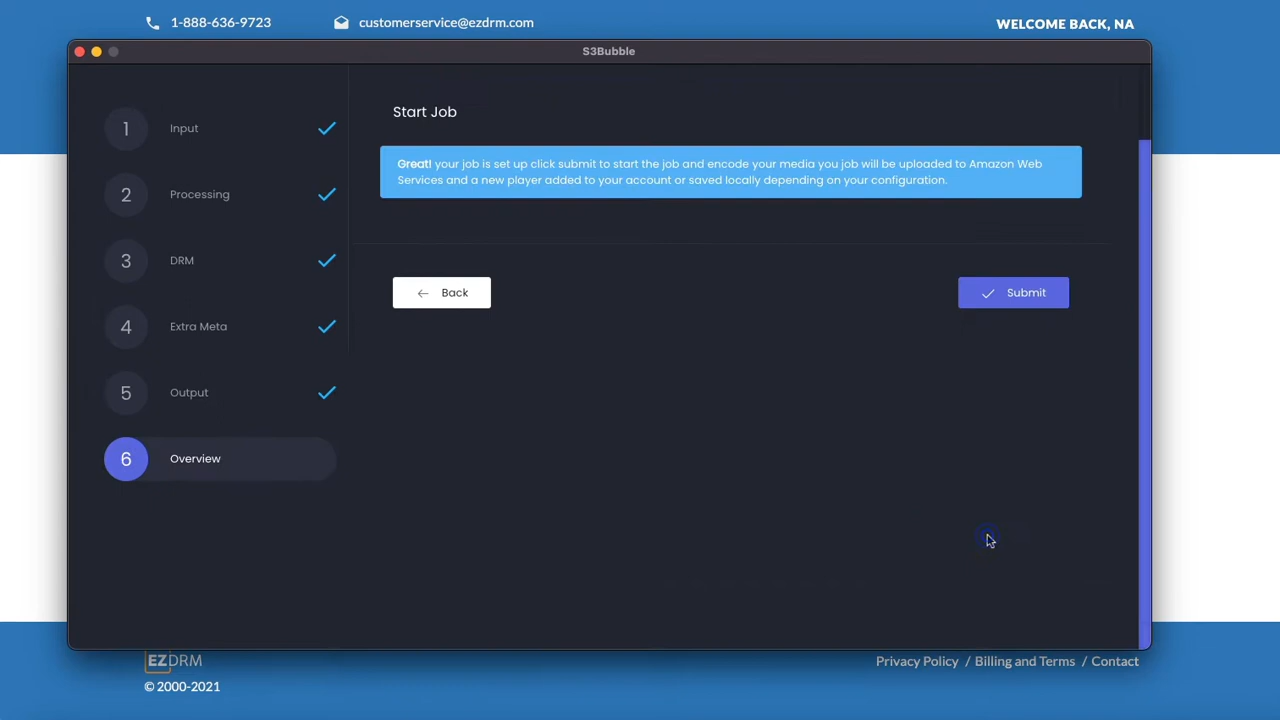 1-888-636-9723
customerservice@ezdrm.com
WELCOME BACK, NA
S3Bubble
1 Input
2 Processing
3 DRM
4 Extra Meta
5 Output
6 Overview
Start Job
Great! your job is set up click submit to start the job and encode your media you job will be uploaded to Amazon Web
Services and a new player added to your account or saved locally depending on your configuration.
Back
Submit
EZDRM
© 2000-2021
Privacy Policy / Billing and Terms / Contact